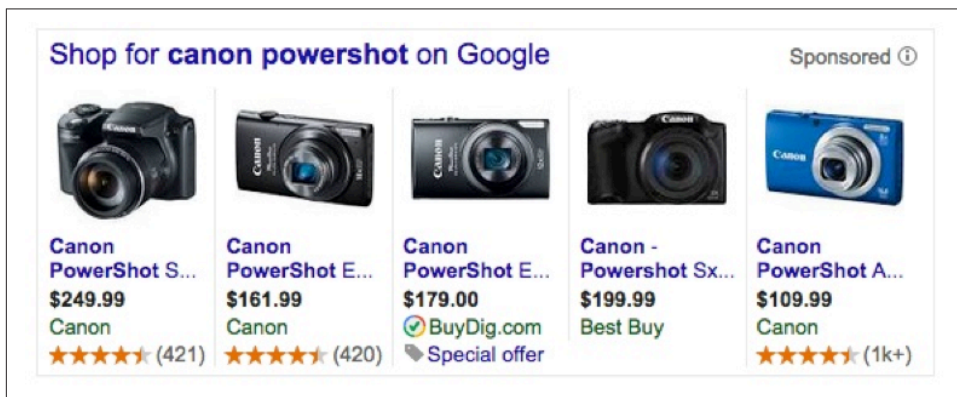 Shop for canon powershot on Google
Sponsored
Canon
PowerShot S...
$249.99
Canon
(421)
Canon
PowerShot E...
$161.99
Canon
(420)
Canon
PowerShot E...
$179.00
BuyDig.com
Special offer
Canon -
Powershot Sx...
$199.99
Best Buy
Canon
PowerShot A...
$109.99
Canon
(1k+)